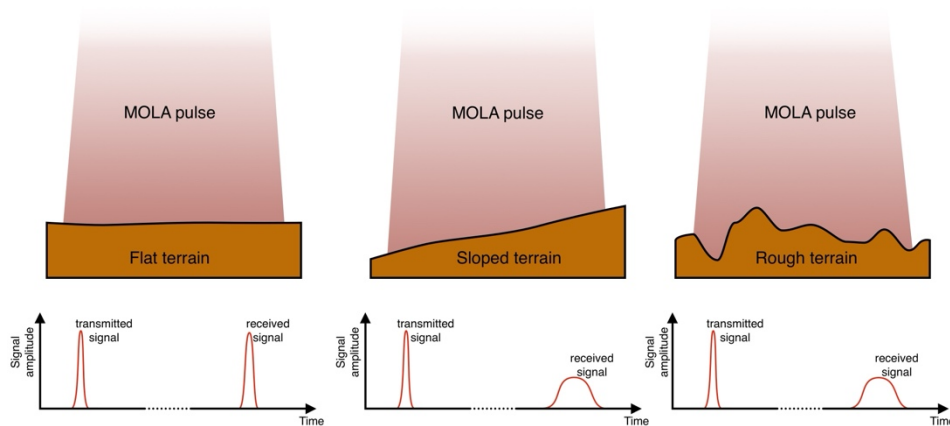 MOLA pulse
Flat terrain
Signal
amplitude
transmitted
signal
received
signal
Time
MOLA pulse
Sloped terrain
Signal
amplitude
transmitted
signal
received
signal
Time
MOLA pulse
Rough terrain
Signal
amplitude
transmitted
signal
received
signal
Time